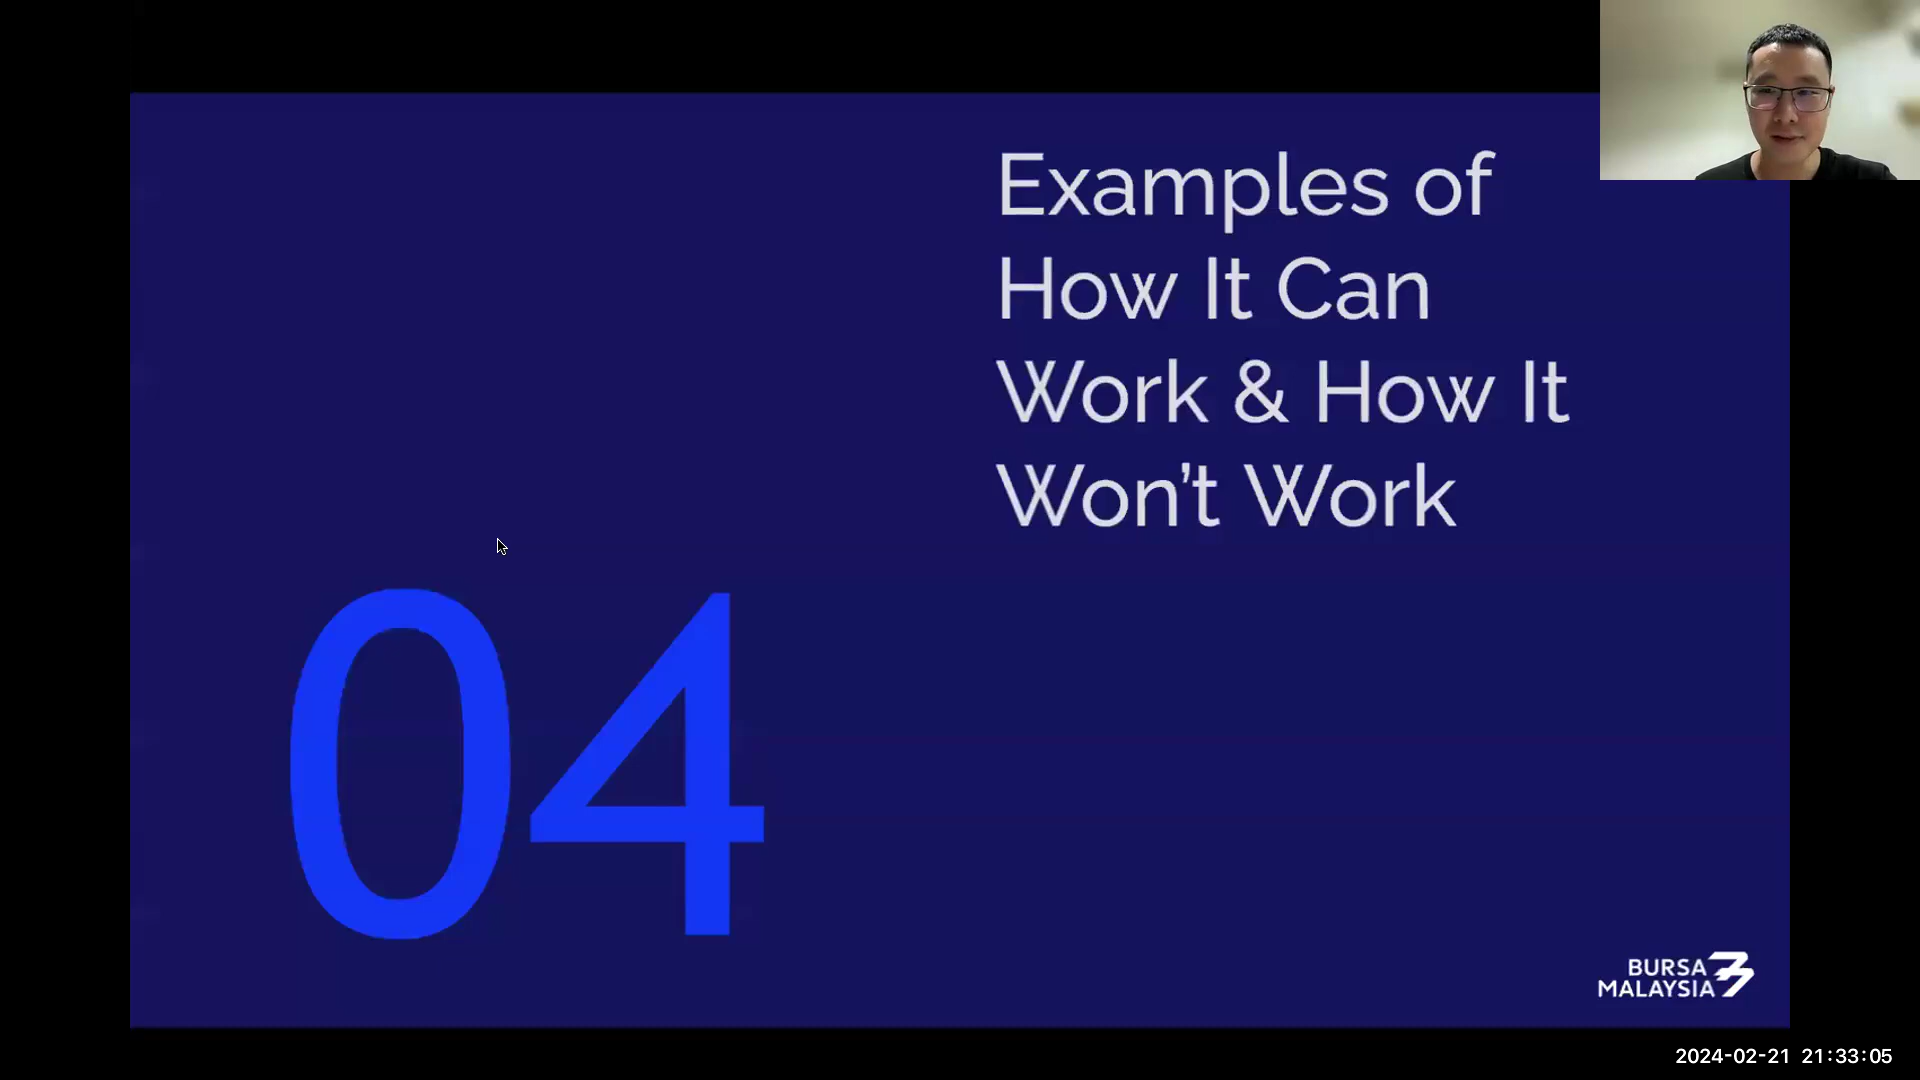 Examples of
How It Can
Work & How It
Won't Work
04
BURSA
MALAYSIA
2024-02-21 21:33:05